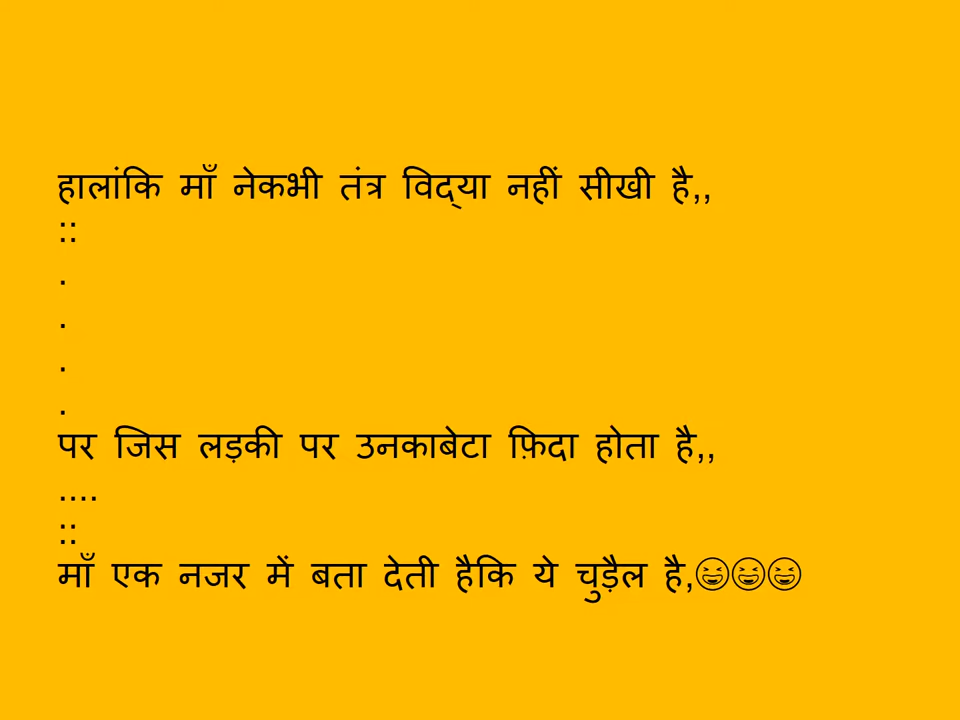 हालांकि माँ नेकभी तंत्र विद्‌या नहीं सीखी है,,
::
.
.
.
.
पर जिस लड़की पर उनकाबेटा फ़िदा होता है,,
....
::
माँ एक नजर में बता देती हैकि ये चुड़ैल है,😆😆😆